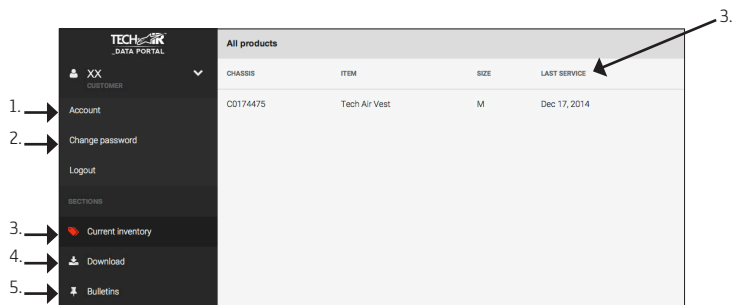 TECH AIR
_DATA PORTAL
XX
CUSTOMER
1. Account
2. Change password
Logout
SECTIONS
3. Current inventory
4. Download
5. Bulletins
All products
3.
CHASSIS ITEM SIZE LAST SERVICE
C0174475 Tech Air Vest M Dec 17, 2014